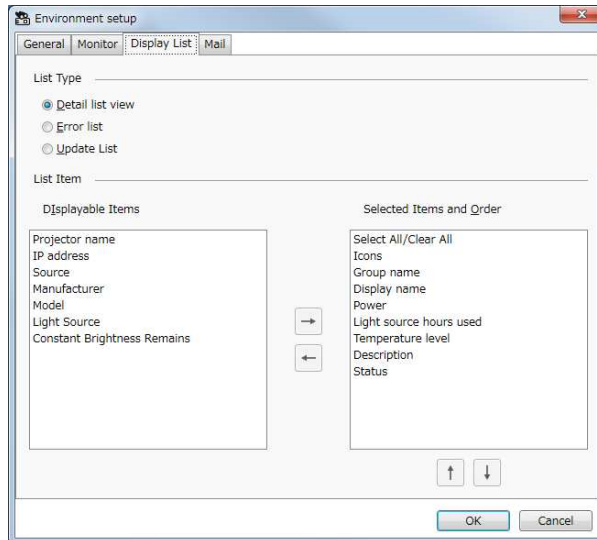 Environment setup
General Monitor Display List Mail
List Type
Detail list view
Error list
Update List
List Item
DIsplayable Items
Selected Items and Order
Projector name
IP address
Source
Manufacturer
Model
Light Source
Constant Brightness Remains
Select All/Clear All
Icons
Group name
Display name
Power
Light source hours used
Temperature level
Description
Status
OK Cancel